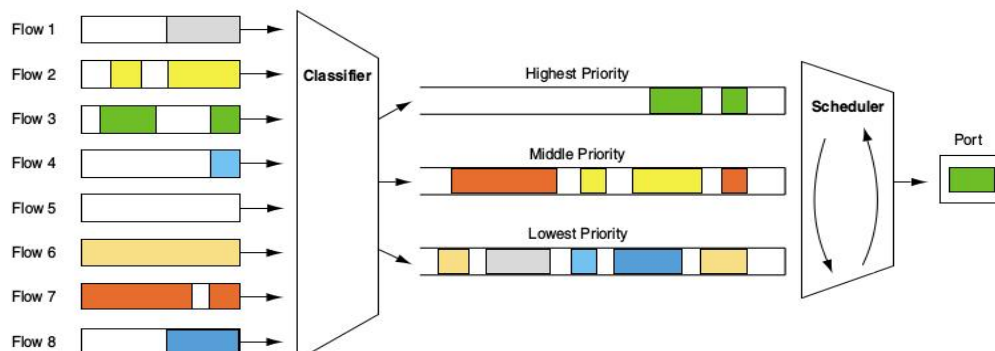 Flow 1
Flow 2
Flow 3
Flow 4
Flow 5
Flow 6
Flow 7
Flow 8
Classifier
Highest Priority
Middle Priority
Lowest Priority
Scheduler
Port